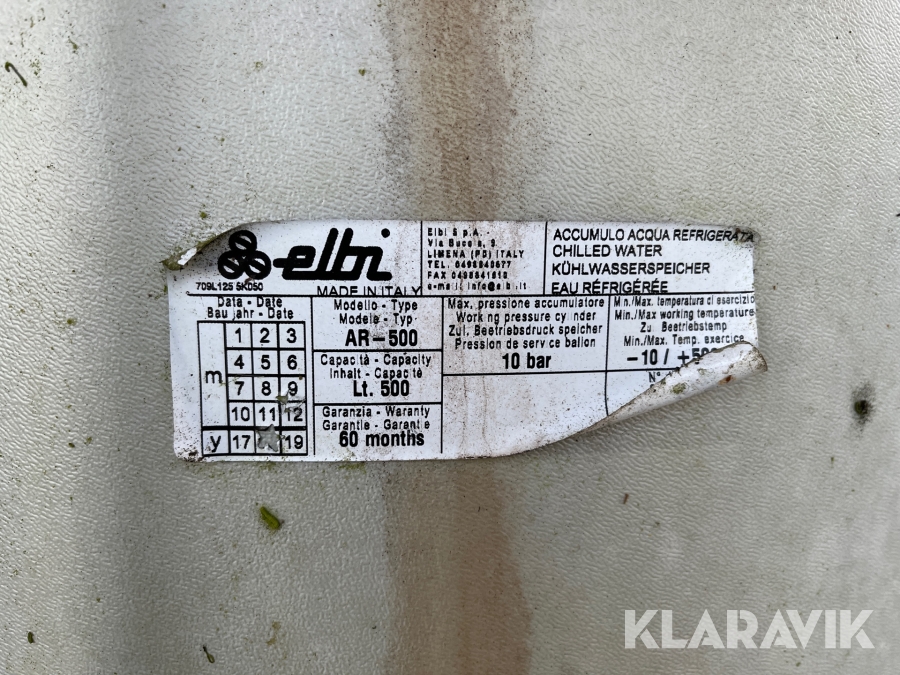 elbi
709L125 5K050
MADE IN ITALY
Elbi S.p.A. -
LIMENA (PD) ITALY
ACCUMULO ACQUA REFRIGERATA
CHILLED WATER
KÜHLWASSERSPEICHER
EAU RÉFRIGÉRÉE
Data - Date
Bau jahr - Date
m
1 2 3
4 5 6
7 8 9
10 11 12
y 17 19
Modello - Type
Modele - Typ
AR-500
Capacità - Capacity
Inhalt - Capacité
Lt. 500
Garanzia - Waranty
Garantie - Garantie
60 months
Max. pressione accumulatore
Working pressure cylinder
Zul. Beetriebsdruck speicher
Pression de service ballon
10 bar
Min./Max. temperatura di esercizio
Min./Max working temperature
Zu. Beetriebstemp
Min./Max. Temp. exercice
-10 /
N°
KLARAVIK